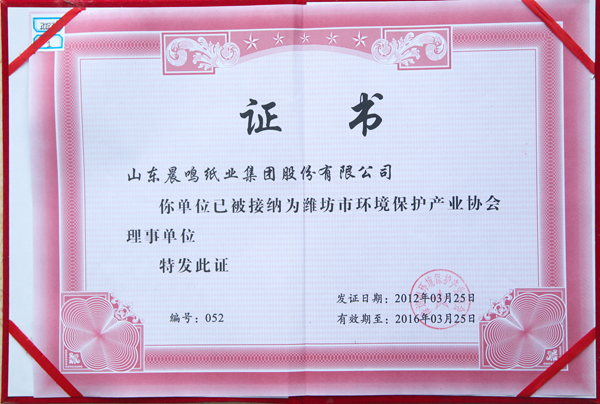 证书
山东晨鸣纸业集团股份有限公司
你单位已被接纳为潍坊市环境保护产业协会
理事单位
特发此证
发证日期：2012年03月25日
编号：052
有效期至：2016年03月25日